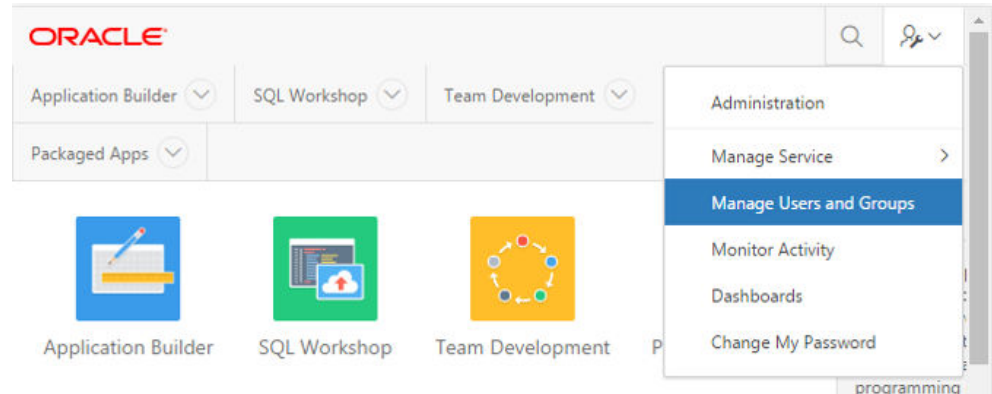 ORACLE
Application Builder
SQL Workshop
Team Development
Packaged Apps
Administration
Manage Service
Manage Users and Groups
Monitor Activity
Dashboards
Change My Password
Application Builder
SQL Workshop
Team Development
P
programming